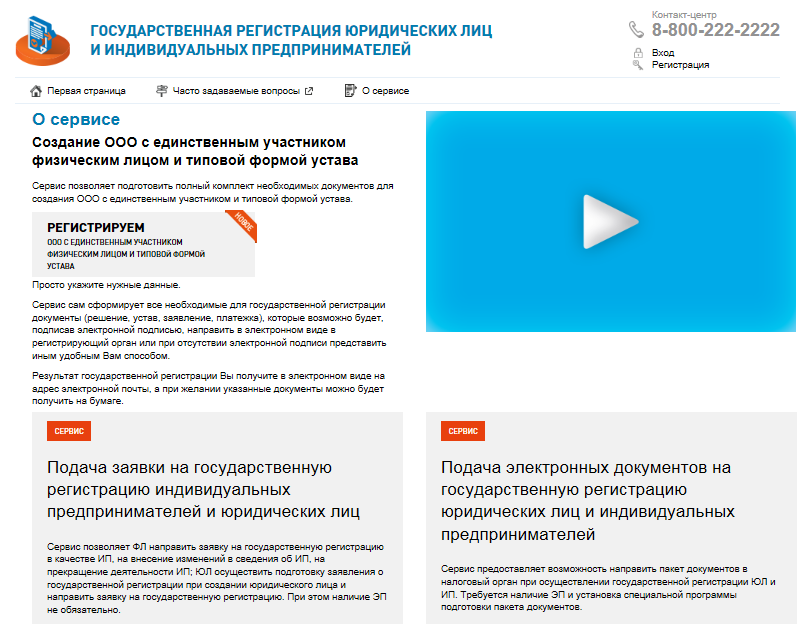 ГОСУДАРСТВЕННАЯ РЕГИСТРАЦИЯ ЮРИДИЧЕСКИХ ЛИЦ
И ИНДИВИДУАЛЬНЫХ ПРЕДПРИНИМАТЕЛЕЙ
Контакт-центр
8-800-222-2222
Вход
Регистрация
Первая страница
Часто задаваемые вопросы
О сервисе
О сервисе
Создание ООО с единственным участником
физическим лицом и типовой формой устава
Сервис позволяет подготовить полный комплект необходимых документов для
создания ООО с единственным участником и типовой формой устава.
РЕГИСТРИРУЕМ
НОВОЕ
ООО С ЕДИНСТВЕННЫМ УЧАСТНИКОМ
ФИЗИЧЕСКИМ ЛИЦОМ И ТИПОВОЙ ФОРМОЙ
УСТАВА
Просто укажите нужные данные.
Сервис сам сформирует все необходимые для государственной регистрации
документы (решение, устав, заявление, платежка), которые возможно будет,
подписав электронной подписью, направить в электронном виде в
регистрирующий орган или при отсутствии электронной подписи представить
иным удобным Вам способом.
Результат государственной регистрации Вы получите в электронном виде на
адрес электронной почты, а при желании указанные документы можно будет
получить на бумаге.
СЕРВИС
Подача заявки на государственную
регистрацию индивидуальных
предпринимателей и юридических лиц
Сервис позволяет ФЛ направить заявку на государственную регистрацию
в качестве ИП, на внесение изменений в сведения об ИП, на
прекращение деятельности ИП; ЮЛ осуществить подготовку заявления о
государственной регистрации при создании юридического лица и
направить заявку на государственную регистрацию. При этом наличие ЭП
не обязательно.
СЕРВИС
Подача электронных документов на
государственную регистрацию
юридических лиц и индивидуальных
предпринимателей
Сервис предоставляет возможность направить пакет документов в
налоговый орган при осуществлении государственной регистрации ЮЛ и
ИП. Требуется наличие ЭП и установка специальной программы
подготовки пакета документов.